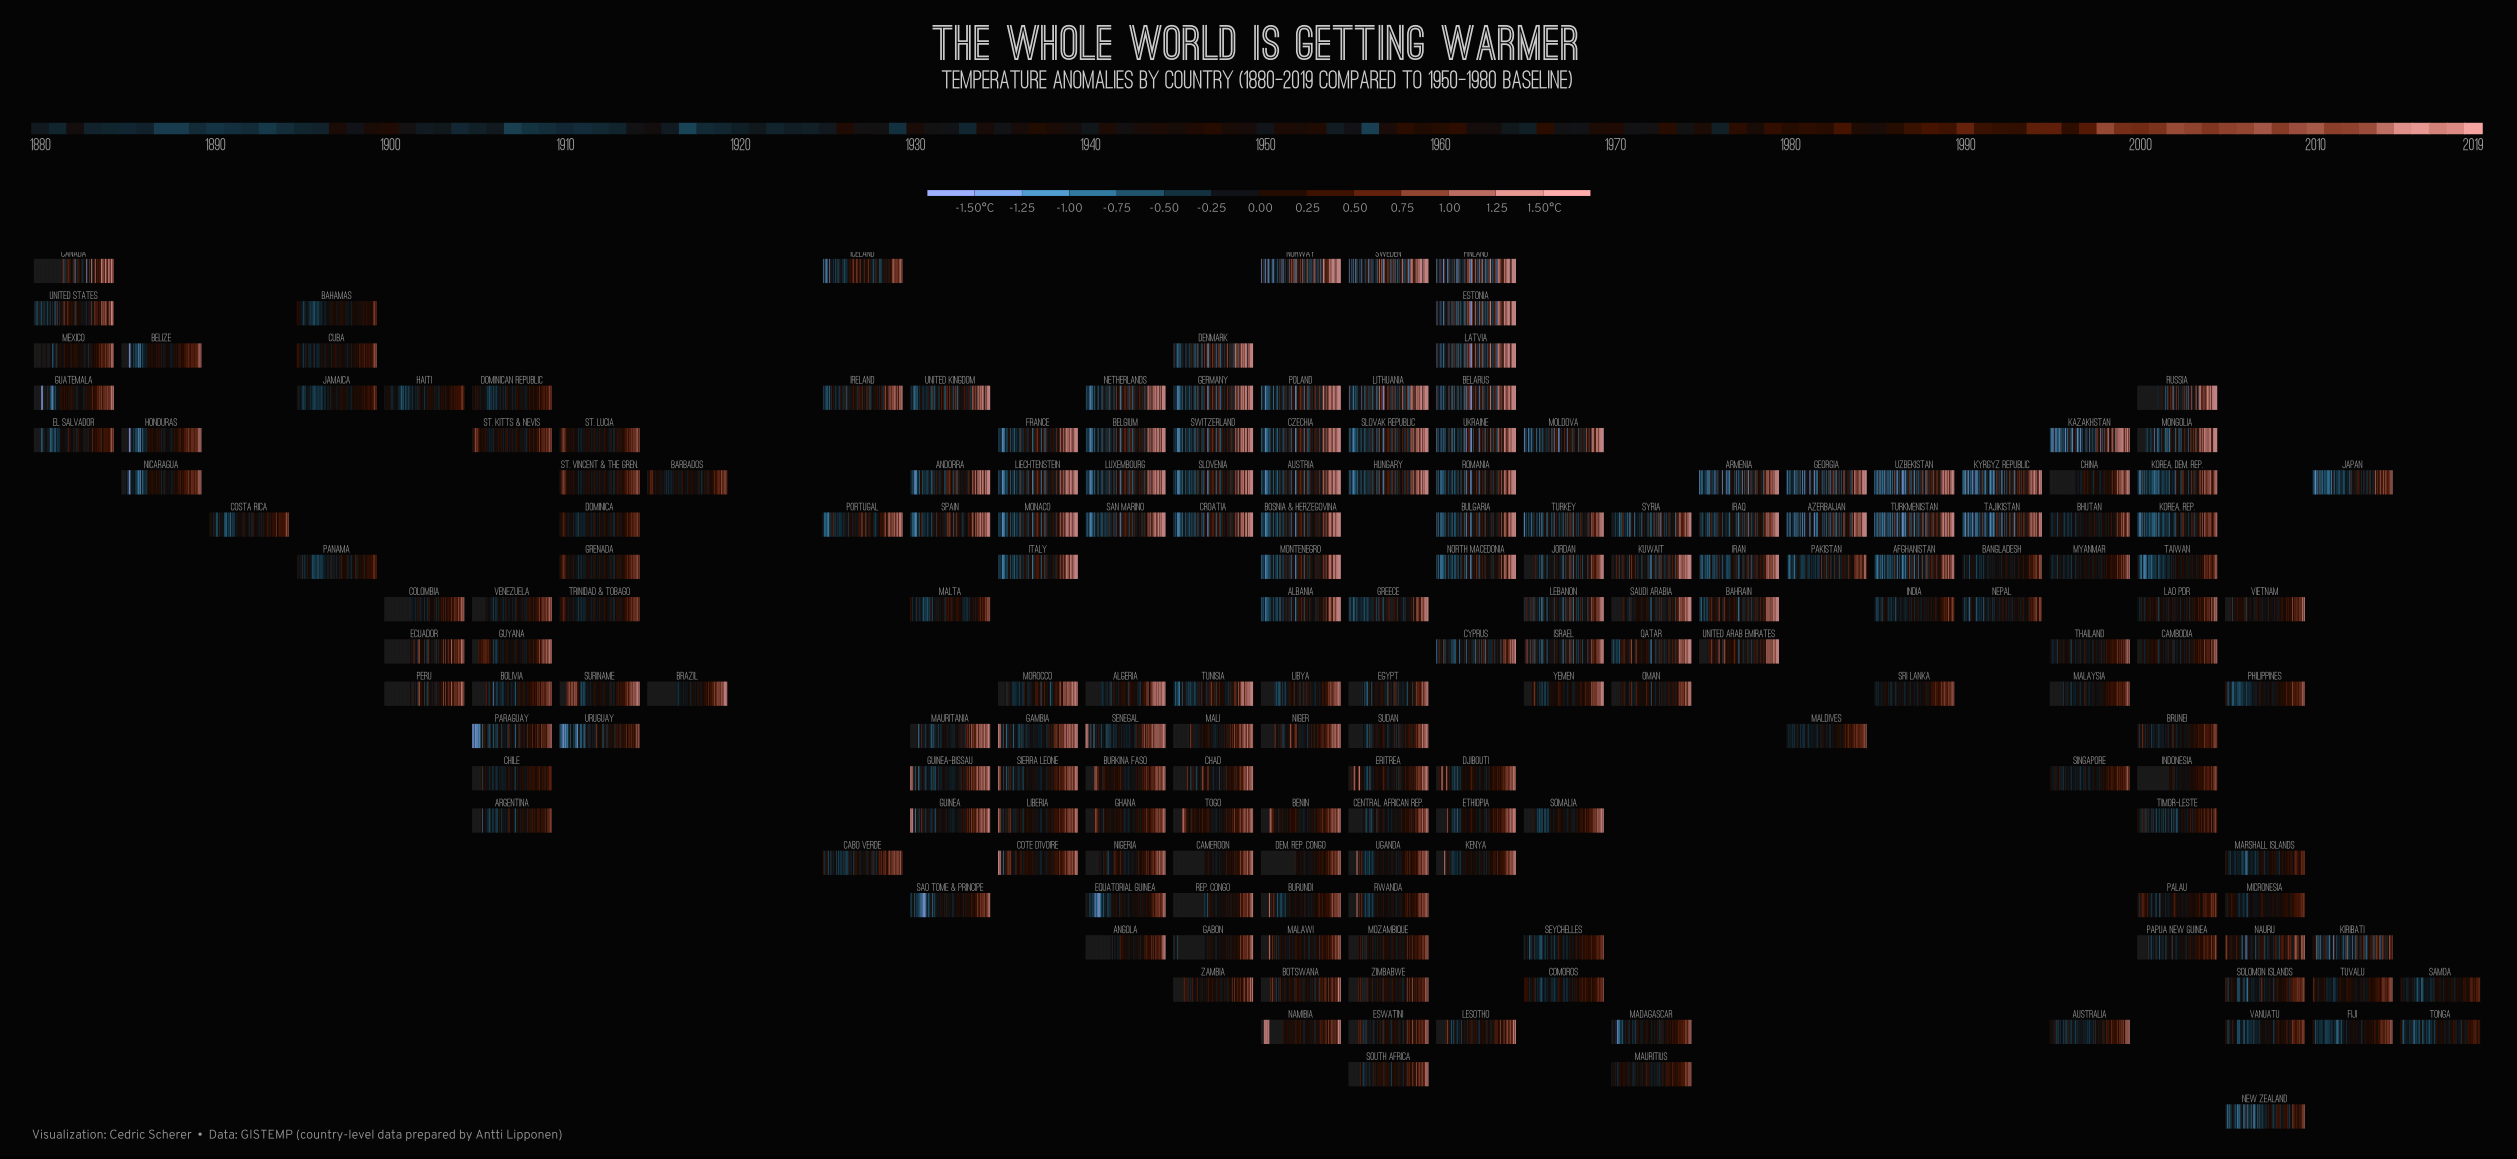 THE WHOLE WORLD IS GETTING WARMER
TEMPERATURE ANOMALIES BY COUNTRY (1880-2019 COMPARED TO 1950-1980 BASELINE)
1880 1890 1900 1910 1920 1930 1940 1950 1960 1970 1980 1990 2000 2010 2019
-1.50°C -1.25 -1.00 -0.75 -0.50 -0.25 0.00 0.25 0.50 0.75 1.00 1.25 1.50°C
CANADA ICELAND NORWAY SWEDEN FINLAND
UNITED STATES BAHAMAS ESTONIA
MEXICO BELIZE CUBA DENMARK LATVIA
GUATEMALA JAMAICA HAITI DOMINICAN REPUBLIC IRELAND UNITED KINGDOM NETHERLANDS GERMANY POLAND LITHUANIA BELARUS RUSSIA
EL SALVADOR HONDURAS ST. KITTS & NEVIS ST. LUCIA FRANCE BELGIUM SWITZERLAND CZECHIA SLOVAK REPUBLIC UKRAINE MOLDOVA KAZAKHSTAN MONGOLIA
NICARAGUA ST. VINCENT & THE GREN. BARBADOS ANDORRA LIECHTENSTEIN LUXEMBOURG SLOVENIA AUSTRIA HUNGARY ROMANIA ARMENIA GEORGIA UZBEKISTAN KYRGYZ REPUBLIC CHINA KOREA, DEM. REP. JAPAN
COSTA RICA DOMINICA PORTUGAL SPAIN MONACO SAN MARINO CROATIA BOSNIA & HERZEGOVINA BULGARIA TURKEY SYRIA IRAQ AZERBAIJAN TURKMENISTAN TAJIKISTAN BHUTAN KOREA, REP.
PANAMA GRENADA ITALY MONTENEGRO NORTH MACEDONIA JORDAN KUWAIT IRAN PAKISTAN AFGHANISTAN BANGLADESH MYANMAR TAIWAN
COLOMBIA VENEZUELA TRINIDAD & TOBAGO MALTA ALBANIA GREECE LEBANON SAUDI ARABIA BAHRAIN INDIA NEPAL LAO PDR VIETNAM
ECUADOR GUYANA CYPRUS ISRAEL QATAR UNITED ARAB EMIRATES THAILAND CAMBODIA
PERU BOLIVIA SURINAME BRAZIL MOROCCO ALGERIA TUNISIA LIBYA EGYPT YEMEN OMAN SRI LANKA MALAYSIA PHILIPPINES
PARAGUAY URUGUAY MAURITANIA GAMBIA SENEGAL MALI NIGER SUDAN MALDIVES BRUNEI
CHILE GUINEA-BISSAU SIERRA LEONE BURKINA FASO CHAD ERITREA DJIBOUTI SINGAPORE INDONESIA
ARGENTINA GUINEA LIBERIA GHANA TOGO BENIN CENTRAL AFRICAN REP. ETHIOPIA SOMALIA TIMOR-LESTE
CABO VERDE COTE D'IVOIRE NIGERIA CAMEROON DEM. REP. CONGO UGANDA KENYA MARSHALL ISLANDS
SAO TOME & PRINCIPE EQUATORIAL GUINEA REP. CONGO BURUNDI RWANDA PALAU MICRONESIA
ANGOLA GABON MALAWI MOZAMBIQUE SEYCHELLES PAPUA NEW GUINEA NAURU KIRIBATI
ZAMBIA BOTSWANA ZIMBABWE COMOROS SOLOMON ISLANDS TUVALU SAMOA
NAMIBIA ESWATINI LESOTHO MADAGASCAR AUSTRALIA VANUATU FIJI TONGA
SOUTH AFRICA MAURITIUS
NEW ZEALAND
Visualization: Cedric Scherer • Data: GISTEMP (country-level data prepared by Antti Lipponen)